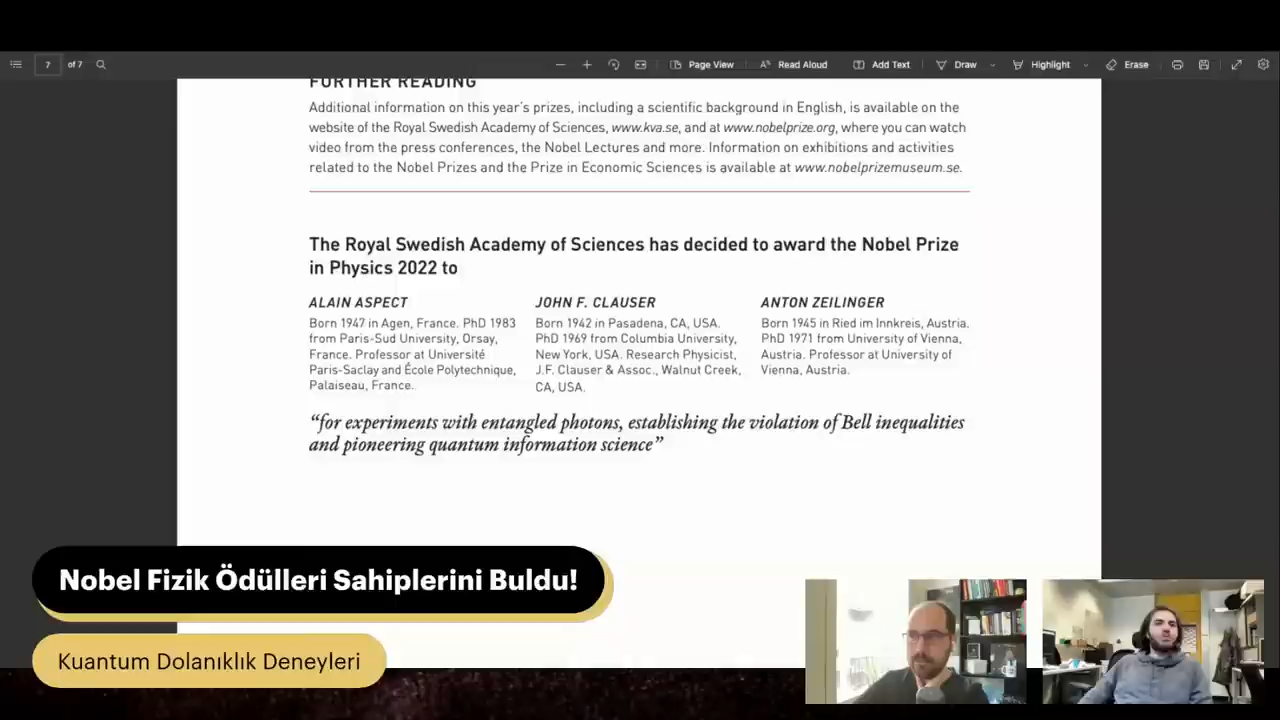 7 of 7 Page View Read Aloud Add Text Draw Highlight Erase
FURTHER READING
Additional information on this year's prizes, including a scientific background in English, is available on the
website of the Royal Swedish Academy of Sciences, www.kva.se, and at www.nobelprize.org, where you can watch
video from the press conferences, the Nobel Lectures and more. Information on exhibitions and activities
related to the Nobel Prizes and the Prize in Economic Sciences is available at www.nobelprizemuseum.se.
The Royal Swedish Academy of Sciences has decided to award the Nobel Prize
in Physics 2022 to
ALAIN ASPECT
Born 1947 in Agen, France. PhD 1983
from Paris-Sud University, Orsay,
France. Professor at Université
Paris-Saclay and École Polytechnique,
Palaiseau, France.
JOHN F. CLAUSER
Born 1942 in Pasadena, CA, USA.
PhD 1969 from Columbia University,
New York, USA. Research Physicist,
J.F. Clauser & Assoc., Walnut Creek,
CA, USA.
ANTON ZEILINGER
Born 1945 in Ried im Innkreis, Austria.
PhD 1971 from University of Vienna,
Austria. Professor at University of
Vienna, Austria.
“for experiments with entangled photons, establishing the violation of Bell inequalities
and pioneering quantum information science”
Nobel Fizik Ödülleri Sahiplerini Buldu!
Kuantum Dolanıklık Deneyleri